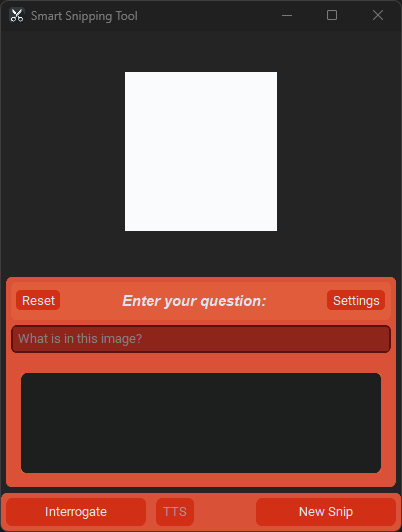 Smart Snipping Tool
Reset
Enter your question:
Settings
What is in this image?
Interrogate
TTS
New Snip